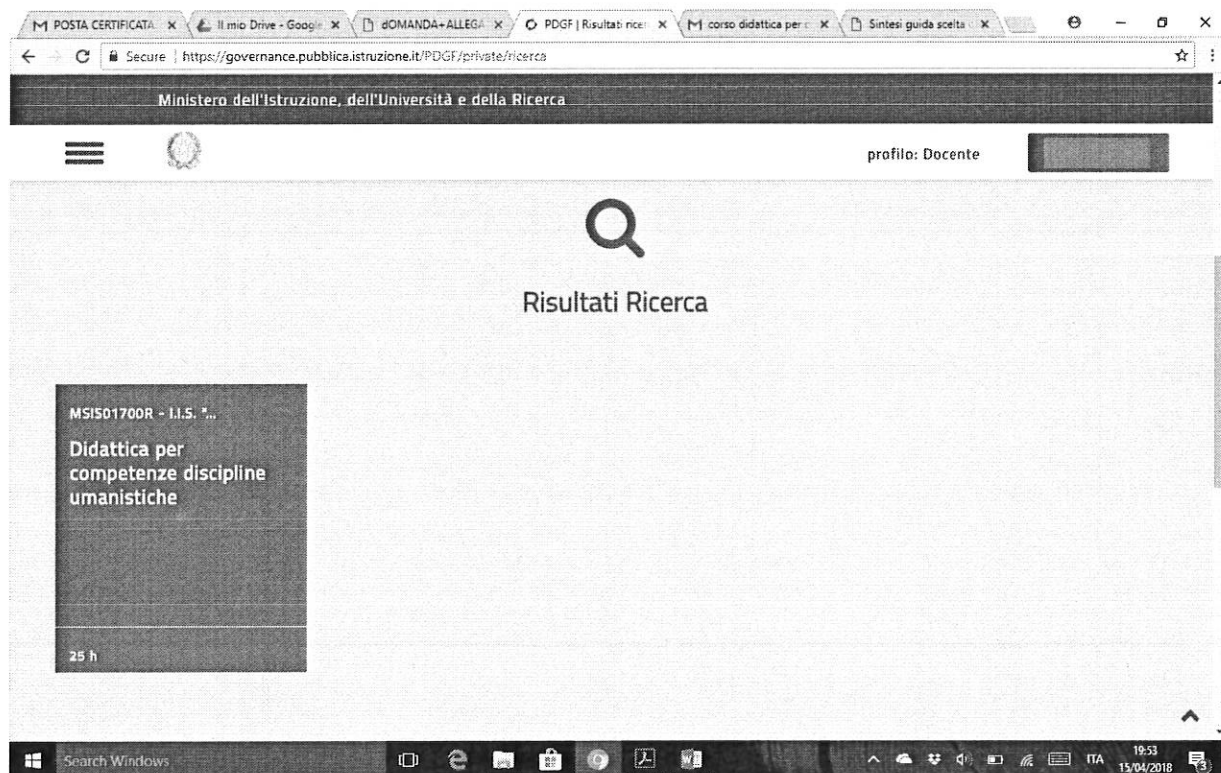 POSTA CERTIFICATA
Il mio Drive - Google
dOMANDA+ALLEGA
PDGF | Risultati ricer
corso didattica per c
Sintesi guida scelta
Secure | https://governance.pubblica.istruzione.it/PDGF/private/ricerca
Ministero dell'Istruzione, dell'Università e della Ricerca
profilo: Docente
Risultati Ricerca
MSIS01700R - I.I.S. "...
Didattica per
competenze discipline
umanistiche
25 h
Search Windows
ITA
19:53
15/04/2018
3